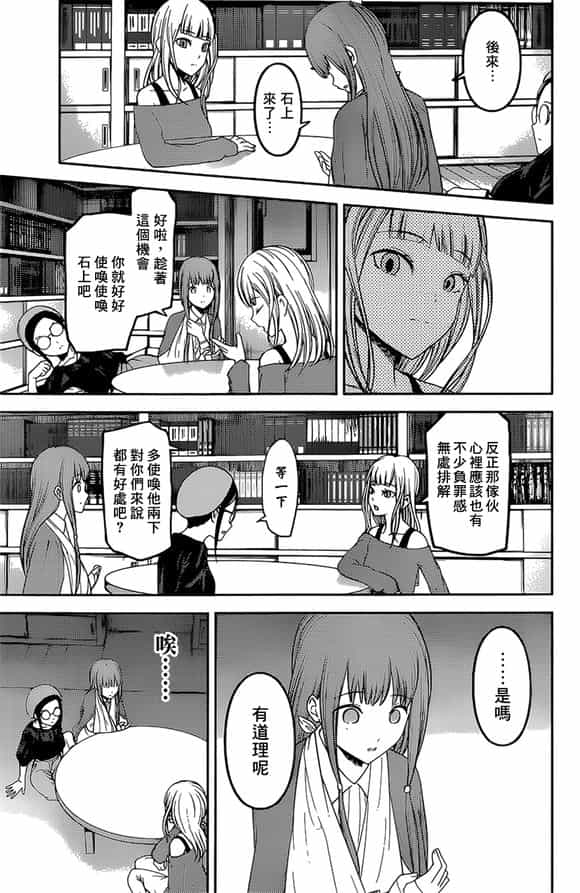 後來…
石上
來了…
好啦，趁著
這個機會
你就好好
使喚使喚
石上吧
反正那傢伙
心裡應該也有
不少負罪感
無處排解
等一下
多使喚他兩下
對你們來說
都有好處吧？
……是嗎
有道理呢
唉……